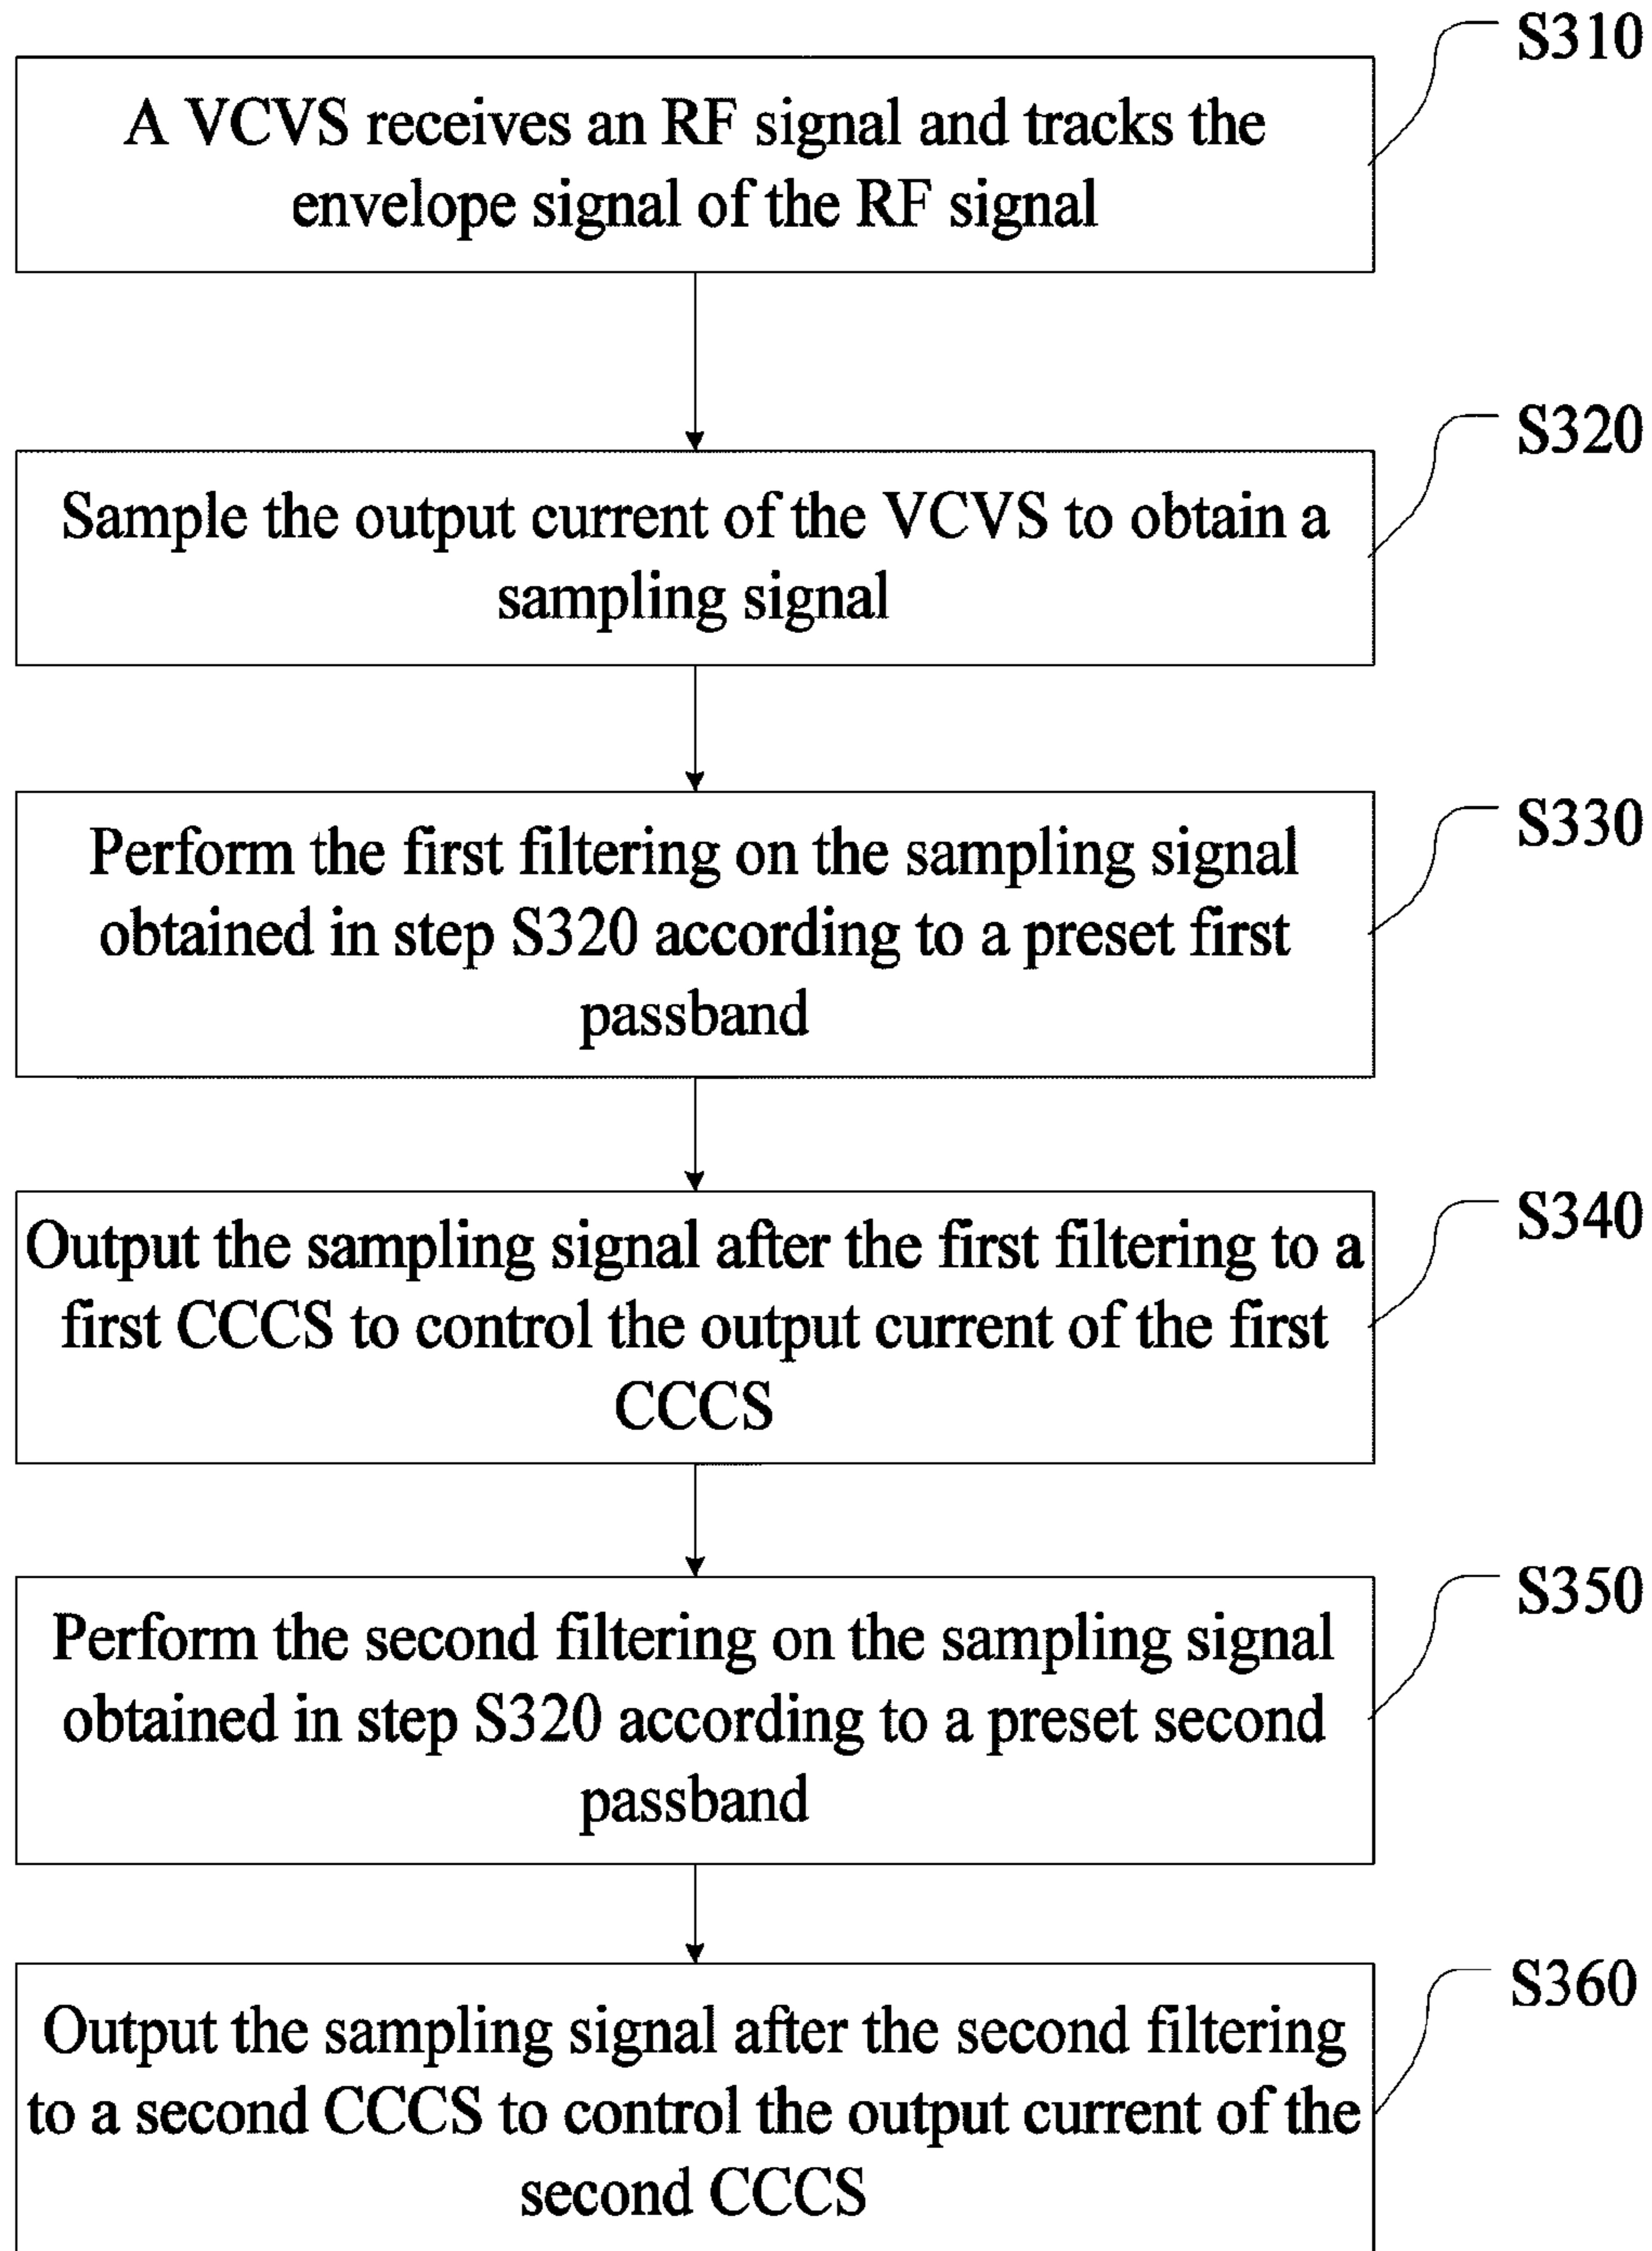 S310
A VCVS receives an RF signal and tracks the
envelope signal of the RF signal
S320
Sample the output current of the VCVS to obtain a
sampling signal
S330
Perform the first filtering on the sampling signal
obtained in step S320 according to a preset first
passband
S340
Output the sampling signal after the first filtering to a
first CCCS to control the output current of the first
CCCS
S350
Perform the second filtering on the sampling signal
obtained in step S320 according to a preset second
passband
S360
Output the sampling signal after the second filtering
to a second CCCS to control the output current of the
second CCCS